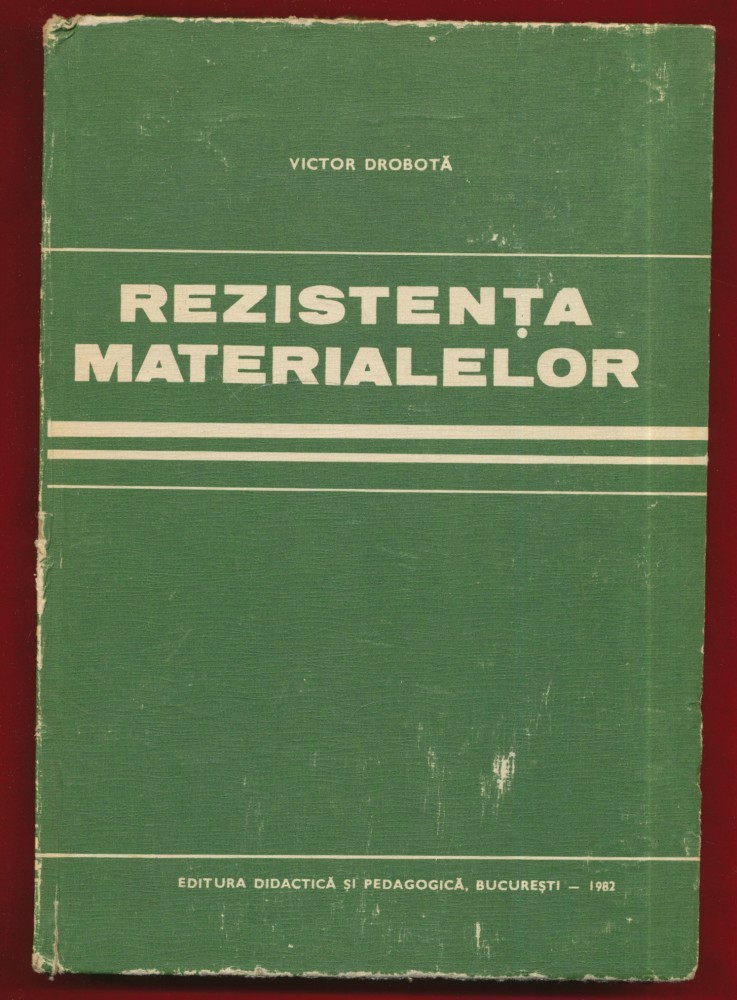 VICTOR DROBOTĂ
REZISTENȚA
MATERIALELOR
EDITURA DIDACTICĂ ȘI PEDAGOGICĂ, BUCUREȘTI — 1982